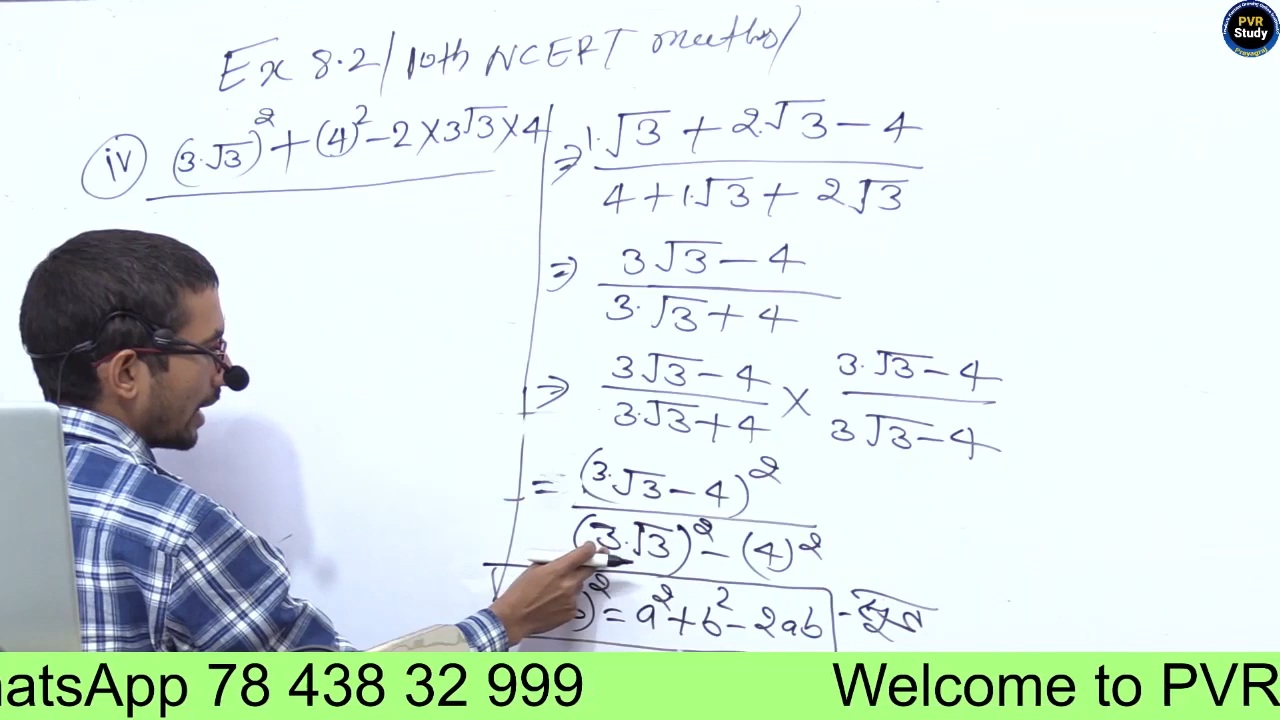 Ex 8.2/10th NCERT maths/
iv) (3·√3)² + (4)² - 2×3√3×4
⇒ 1·√3 + 2·√3 - 4
4 + 1·√3 + 2√3
⇒ 3√3 - 4
3·√3 + 4
⇒ 3√3 - 4 × 3·√3 - 4
3·√3 + 4 3√3 - 4
= (3·√3 - 4)²
(3·√3)² - (4)²
)² = a² + b² - 2ab - सूत्र
hatsApp 78 438 32 999 Welcome to PVR
PVR
Study
Prayagraj